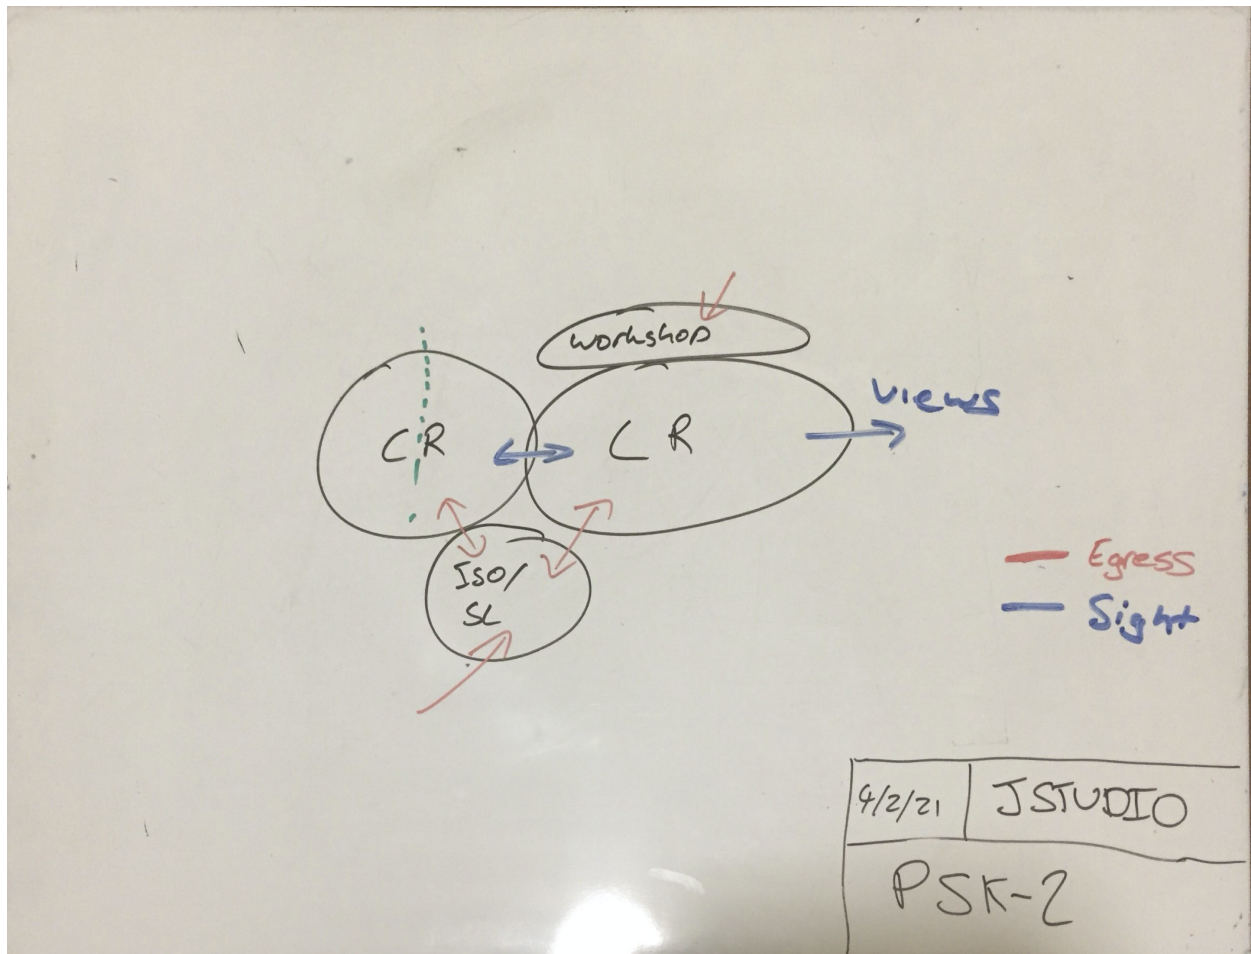 workshop
Views
CR
CR
Iso/
SL
Egress
Sight
4/2/21
JSTUDIO
PSK-2